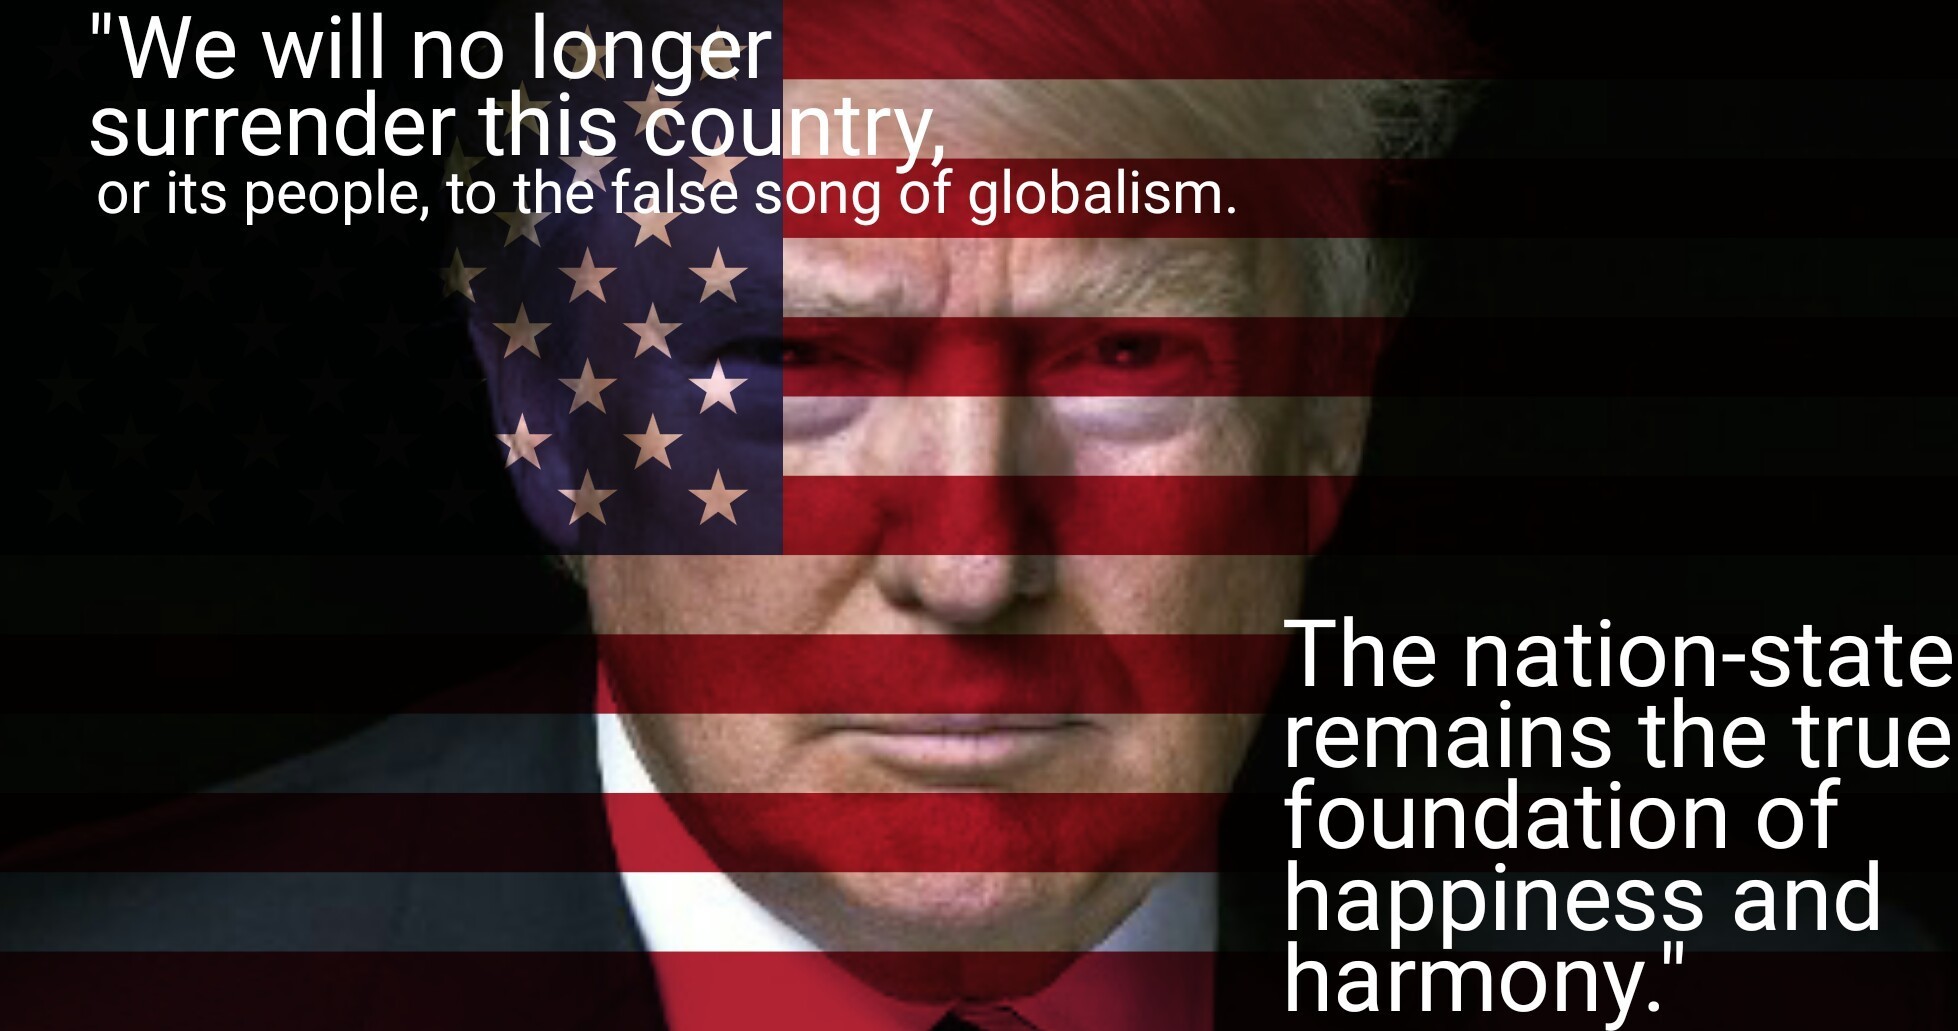 "We will no longer
surrender this country,
or its people, to the false song of globalism.
The nation-state
remains the true
foundation of
happiness and
harmony."